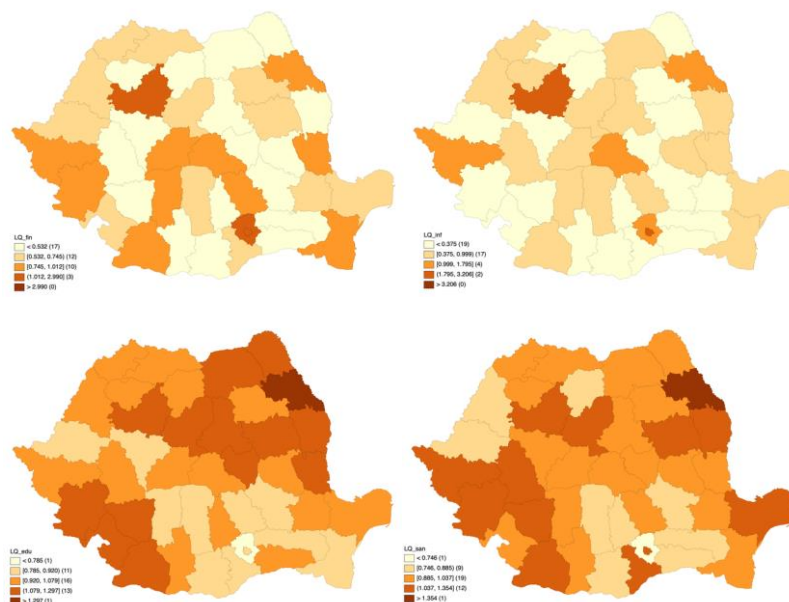 LQ_fin
< 0.532 (17)
[0.532, 0.745) (12)
[0.745, 1.012] (10)
(1.012, 2.990] (3)
> 2.990 (0)
LQ_inf
< 0.375 (19)
[0.375, 0.999) (17)
[0.999, 1.795] (4)
(1.795, 3.206] (2)
> 3.206 (0)
LQ_edu
< 0.785 (1)
[0.785, 0.920) (11)
[0.920, 1.079] (16)
(1.079, 1.297] (13)
> 1.297 (1)
LQ_san
< 0.746 (1)
[0.746, 0.885) (9)
[0.885, 1.037] (19)
(1.037, 1.354] (12)
> 1.354 (1)